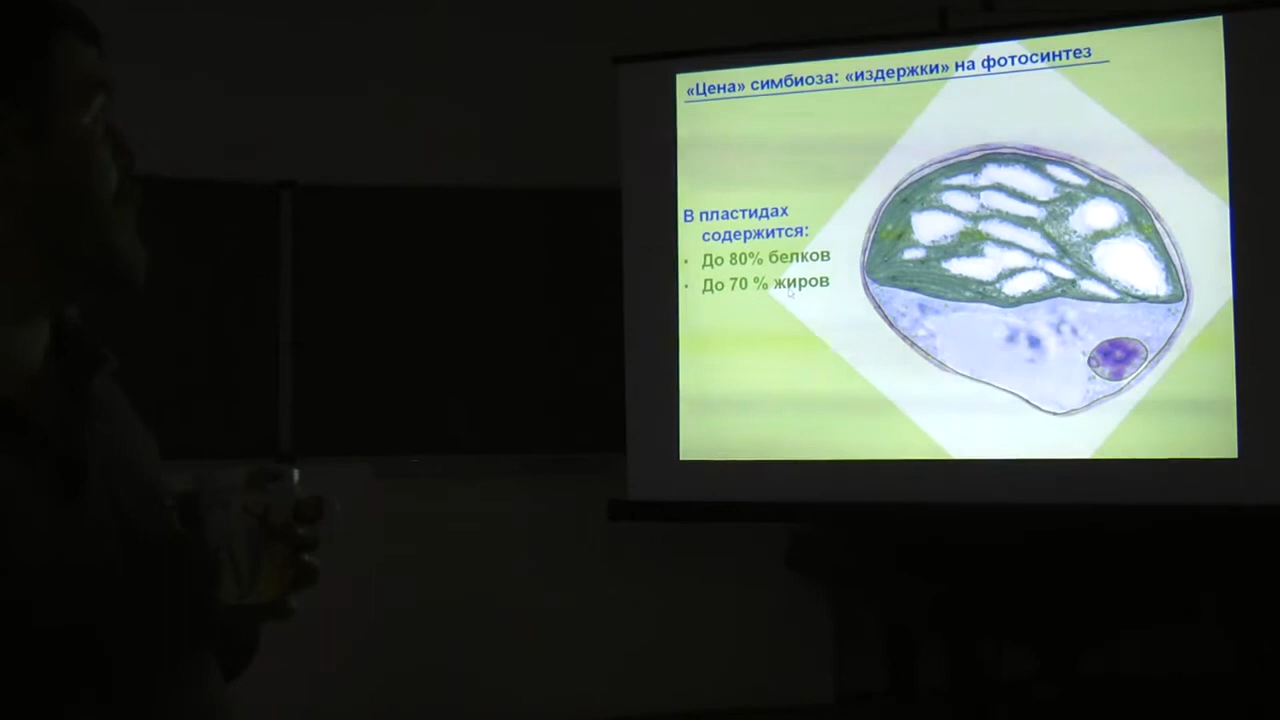 «Цена» симбиоза: «издержки» на фотосинтез
В пластидах
содержится:
• До 80% белков
• До 70 % жиров